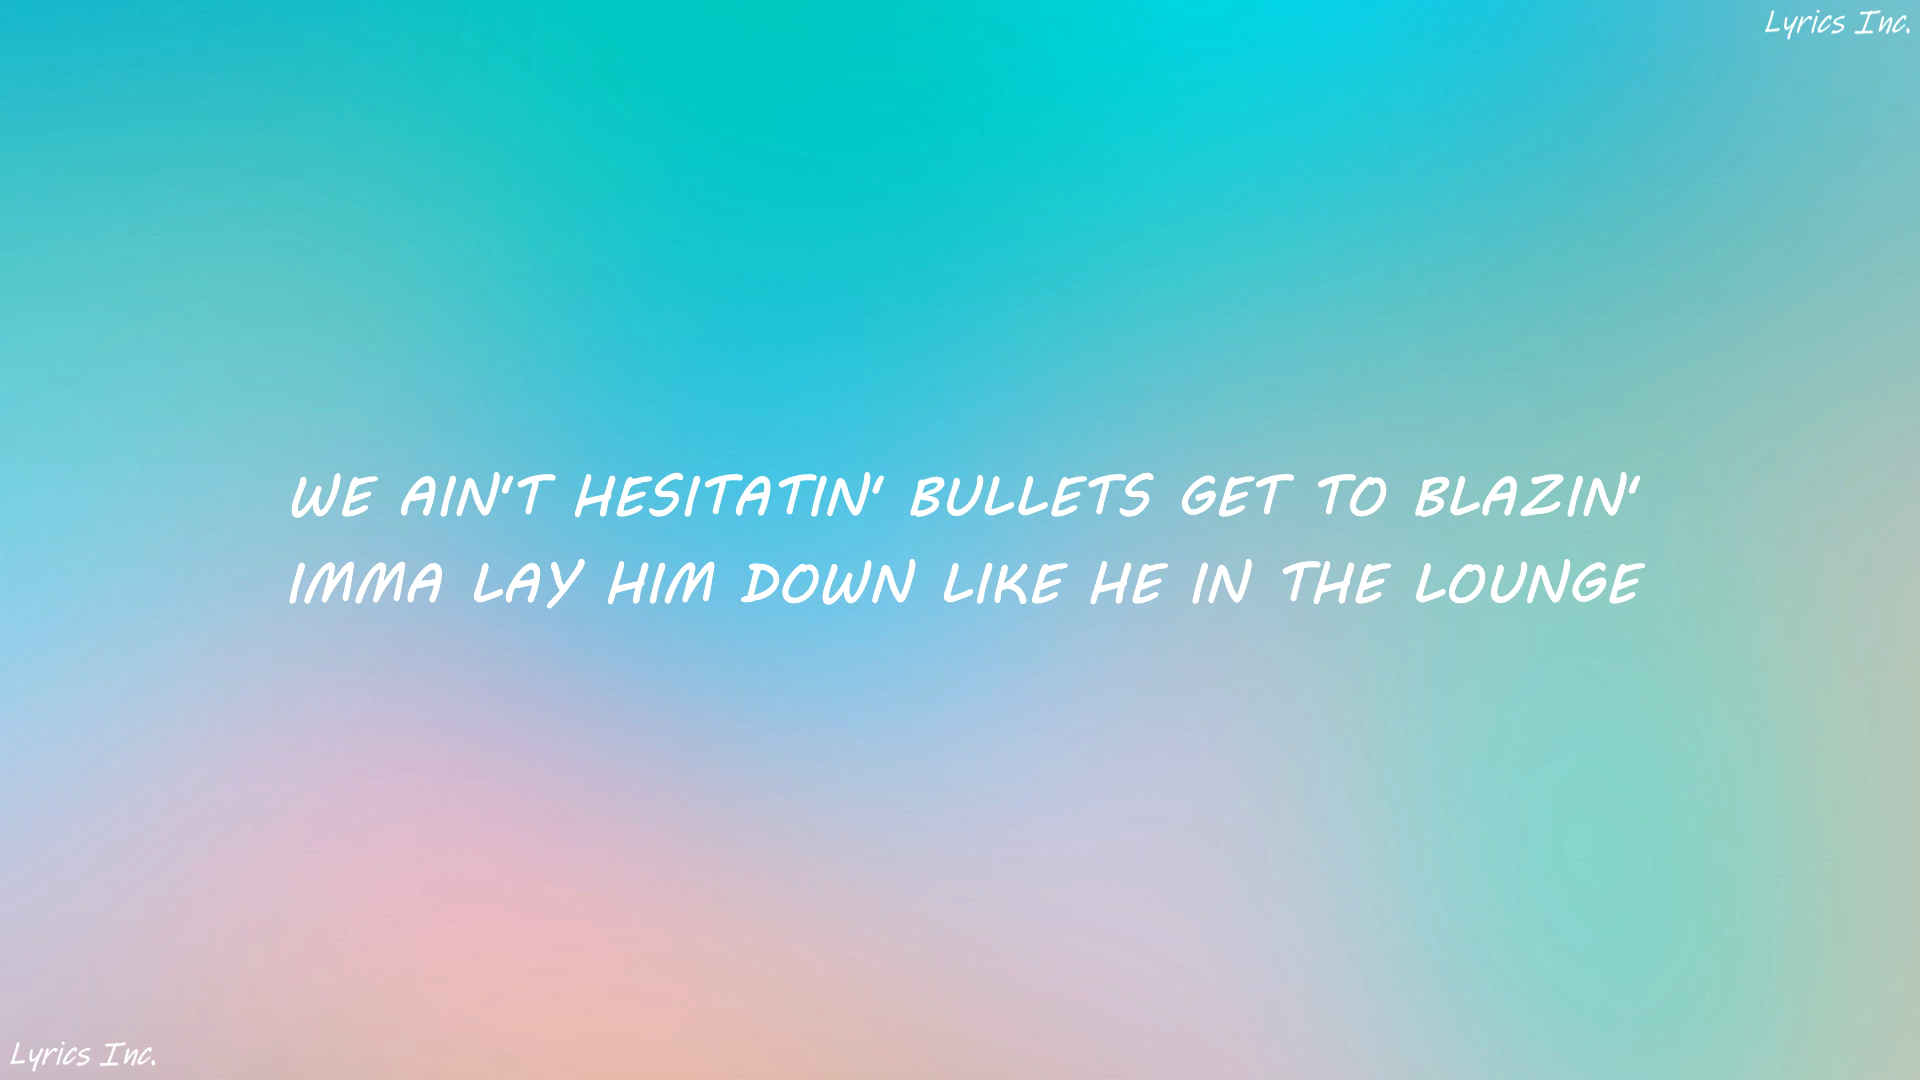 Lyrics Inc.
WE AIN'T HESITATIN' BULLETS GET TO BLAZIN'
IMMA LAY HIM DOWN LIKE HE IN THE LOUNGE
Lyrics Inc.